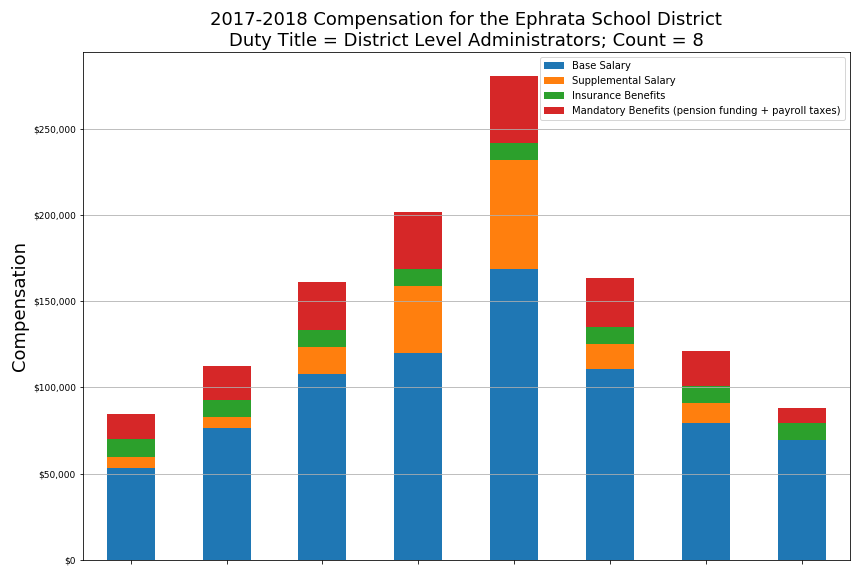 2017-2018 Compensation for the Ephrata School District
Duty Title = District Level Administrators; Count = 8
Base Salary
Supplemental Salary
Insurance Benefits
Mandatory Benefits (pension funding + payroll taxes)
Compensation
$250,000
$200,000
$150,000
$100,000
$50,000
$0